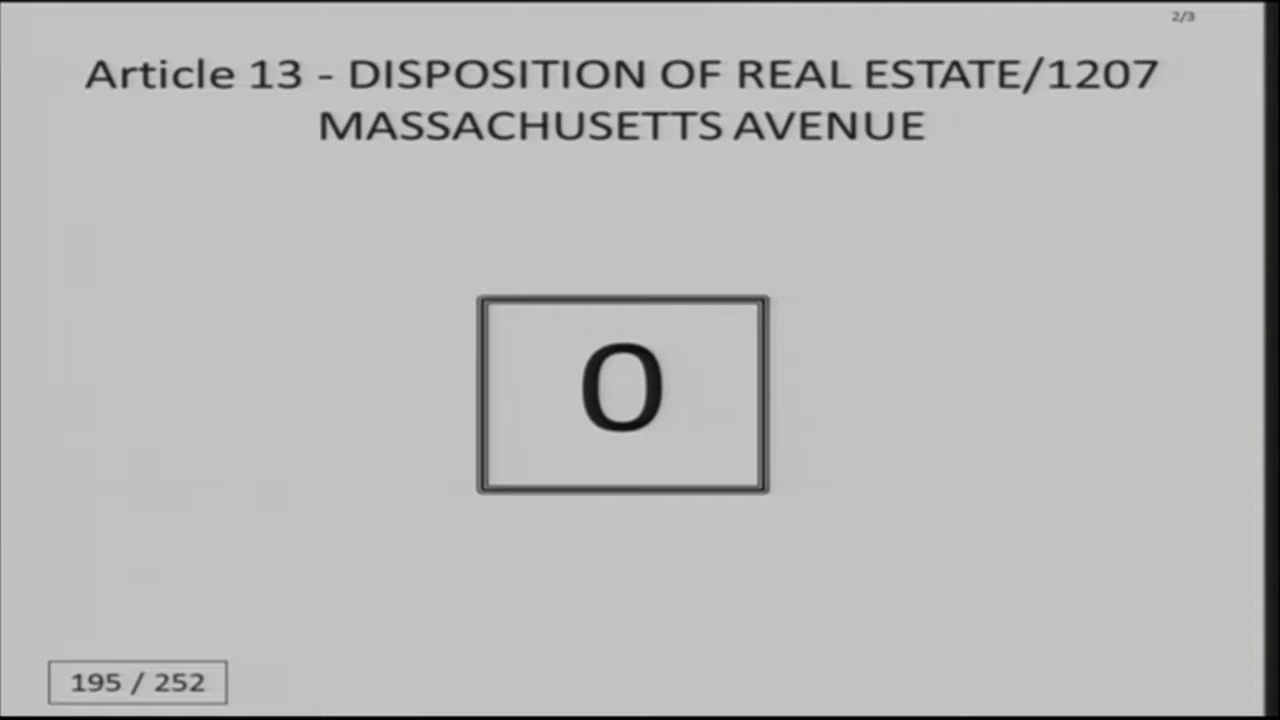 2/3
Article 13 - DISPOSITION OF REAL ESTATE/1207
MASSACHUSETTS AVENUE
0
195 / 252